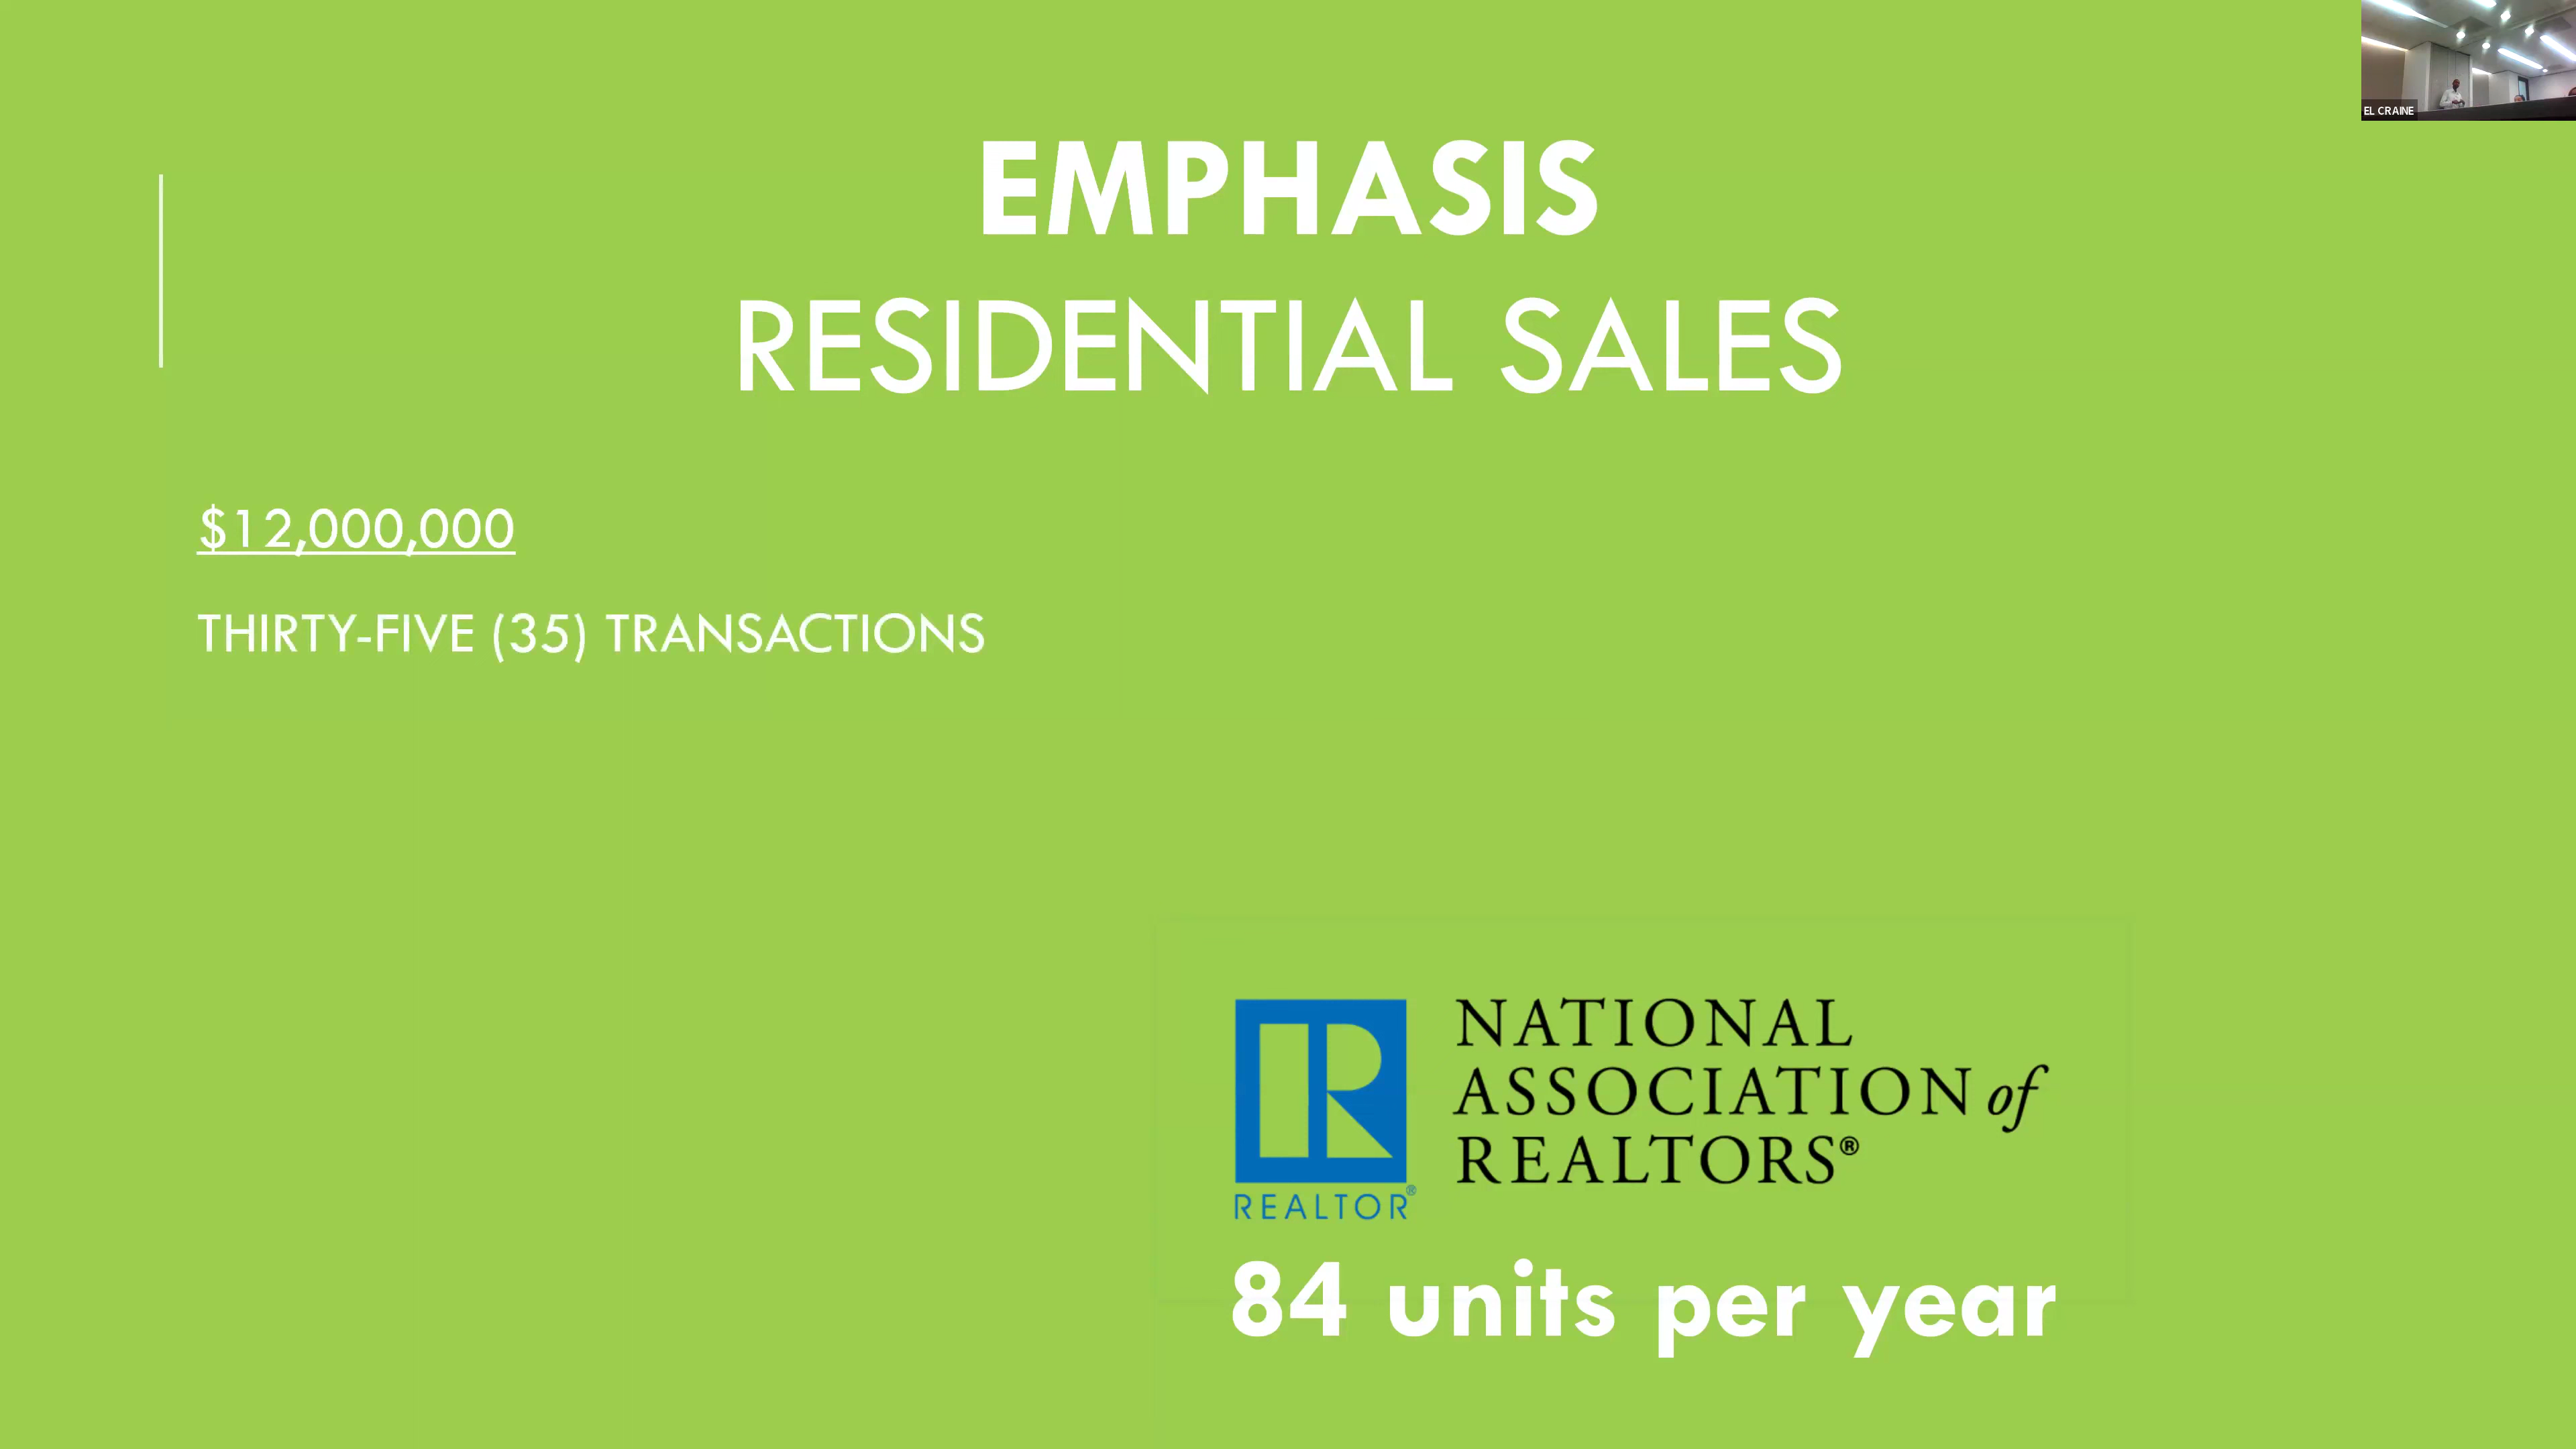 EL CRAINE
EMPHASIS
RESIDENTIAL SALES
$12,000,000
THIRTY-FIVE (35) TRANSACTIONS
NATIONAL
ASSOCIATION of
REALTORS®
REALTOR®
84 units per year